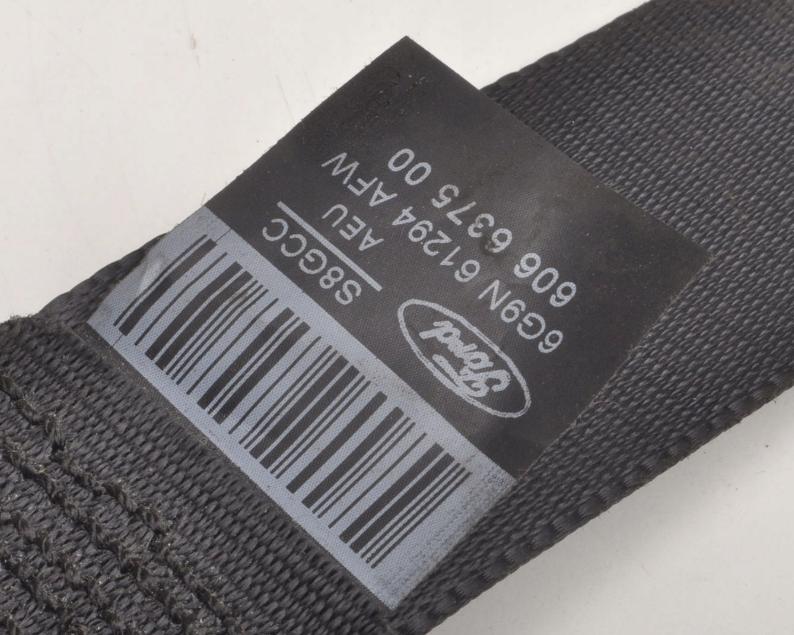 606 6375 00
6G9N 61294 AFW
AEU
Ford
S8GCC